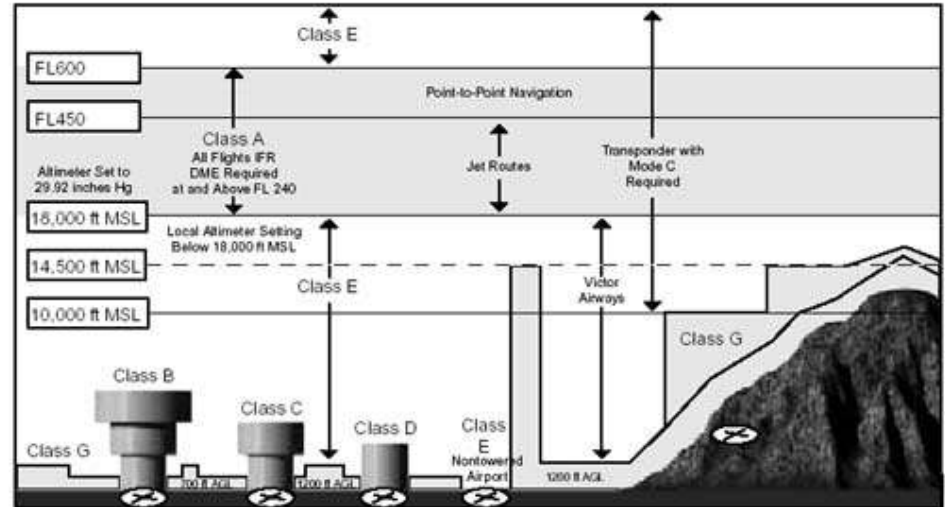 Class E
FL600
Point-to-Point Navigation
FL450
Class A
All Flights IFR
DME Required
at and Above FL 240
Jet Routes
Transponder with
Mode C
Required
Altimeter Set to
29.92 inches Hg
18,000 ft MSL
Local Altimeter Setting
Below 18,000 ft MSL
14,500 ft MSL
Class E
Victor
Airways
10,000 ft MSL
Class G
Class B
Class C
Class D
Class
E
Nontowered
Airport
Class G
700 ft AGL
1200 ft AGL
1200 ft AGL